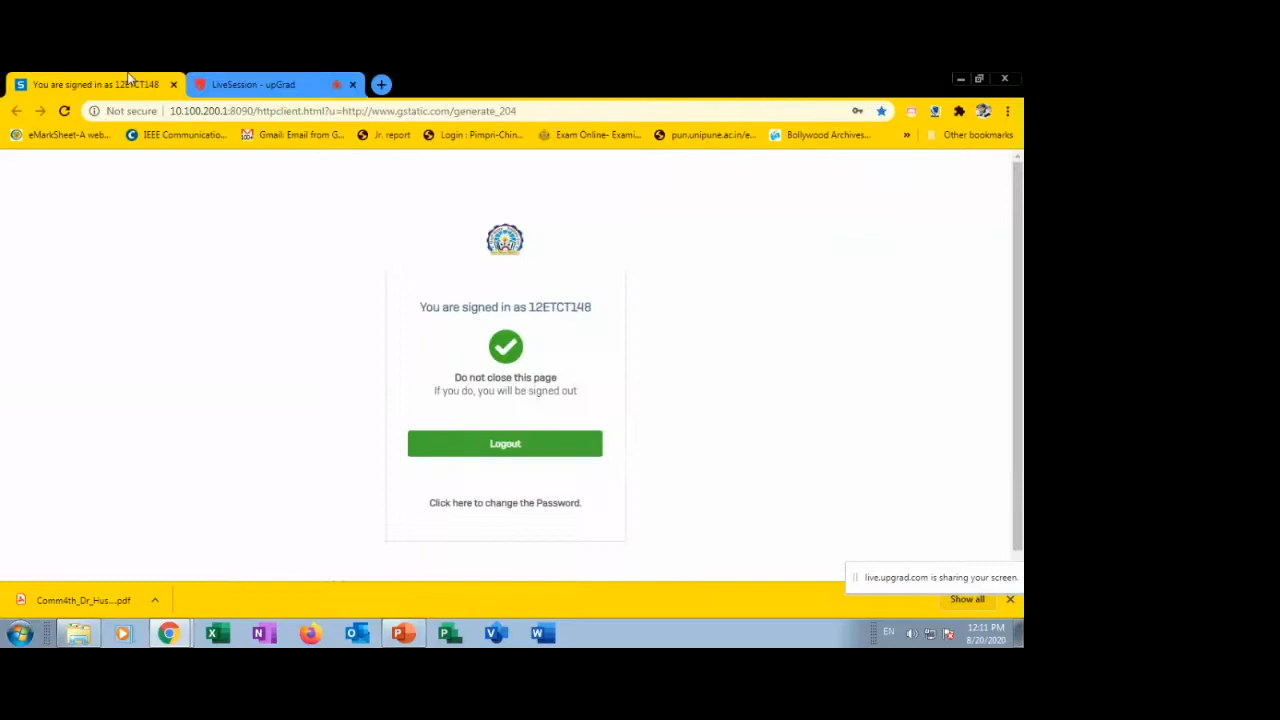 You are signed in as 12ETCT148
LiveSession - upGrad
Not secure 10.100.200.1:8090/httpclient.html?u=http://www.gstatic.com/generate_204
eMarkSheet-A web... IEEE Communicatio... Gmail: Email from G... Jr. report Login : Pimpri-Chin... Exam Online- Exami... pun.unipune.ac.in/e... Bollywood Archives... » Other bookmarks
You are signed in as 12ETCT148
Do not close this page
If you do, you will be signed out
Logout
Click here to change the Password.
live.upgrad.com is sharing your screen.
Comm4th_Dr_Hus....pdf
Show all
EN
12:11 PM
8/20/2020